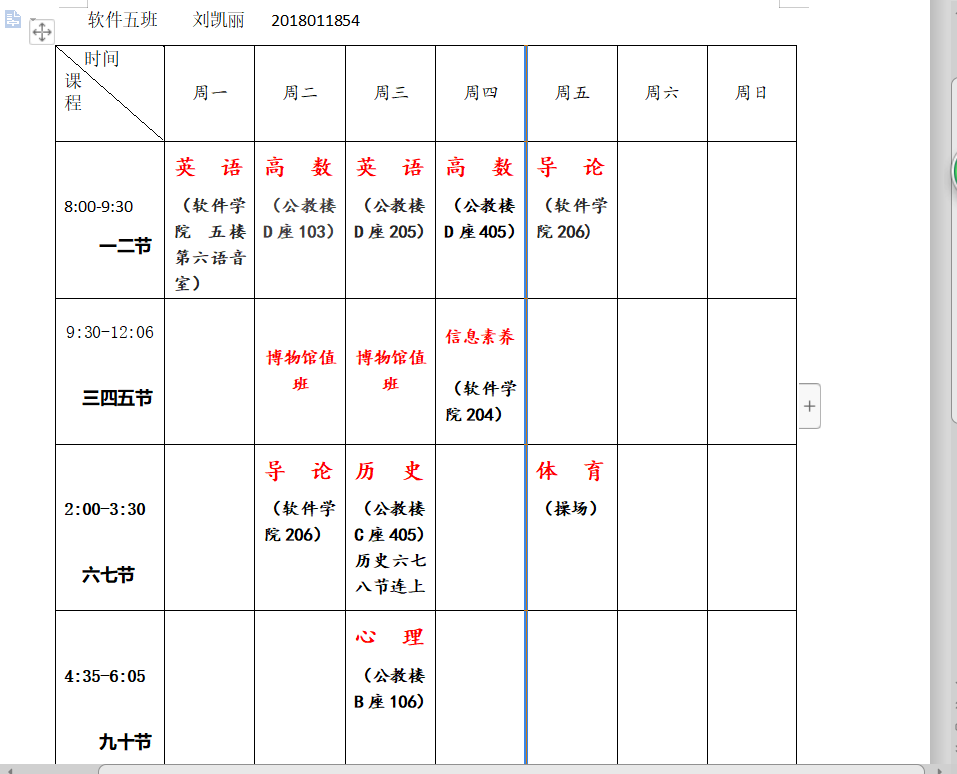 软件五班 刘凯丽 2018011854
时间
课
程
周一 周二 周三 周四 周五 周六 周日
8:00-9:30
一二节
英 语
（软件学
院 五楼
第六语音
室）
高 数
（公教楼
D座103）
英 语
（公教楼
D座205）
高 数
（公教楼
D座405）
导 论
（软件学
院206）
9:30-12:06
三四五节
博物馆值
班
博物馆值
班
信息素养
（软件学
院204）
2:00-3:30
六七节
导 论
（软件学
院206）
历 史
（公教楼
C座405）
历史六七
八节连上
体 育
（操场）
4:35-6:05
九十节
心 理
（公教楼
B座106）